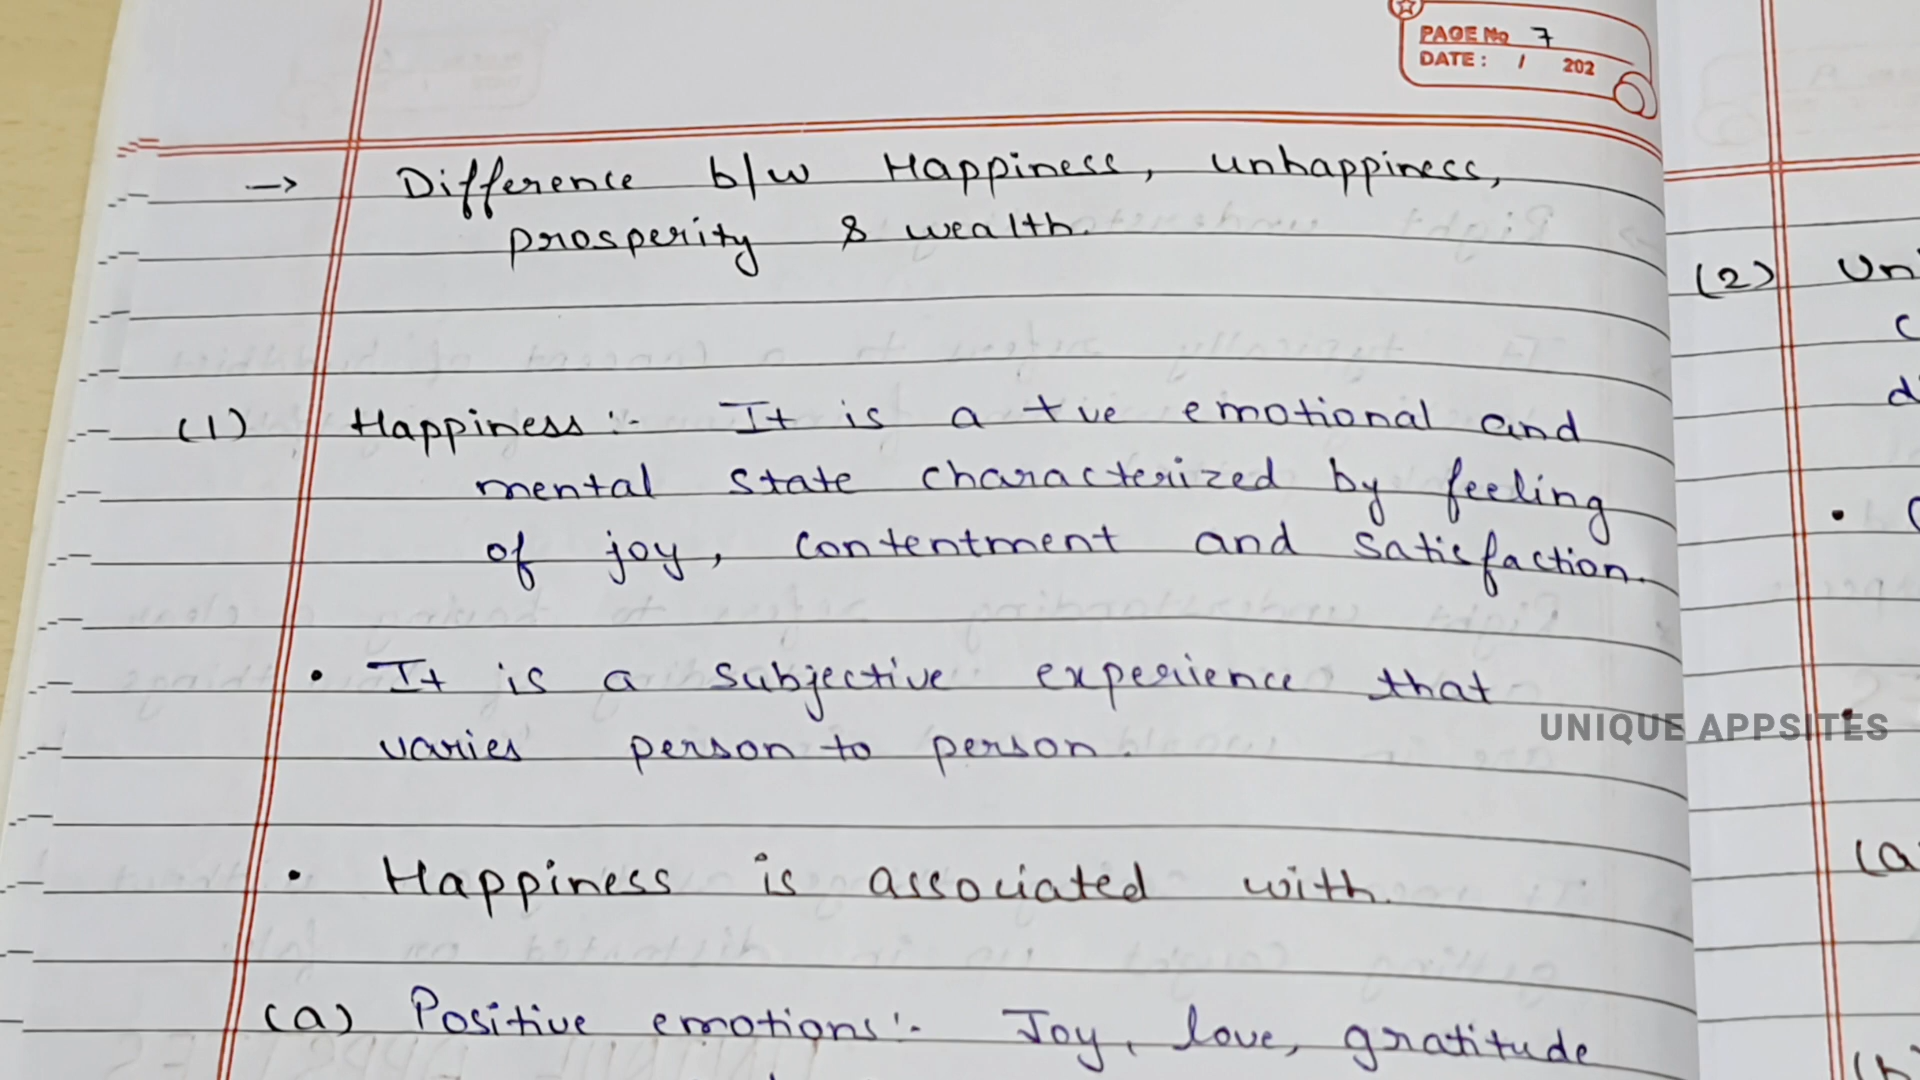 PAGE No 7
DATE: / 202
→ Difference b/w Happiness, unhappiness,
prosperity & wealth.
(1) Happiness :- It is a +ve emotional and
mental state characterized by feeling
of joy, contentment and satisfaction.
• It is a subjective experience that
varies person to person.
• Happiness is associated with.
(a) Positive emotions :- Joy, love, gratitude
(2)
(a
UNIQUE APPSITES